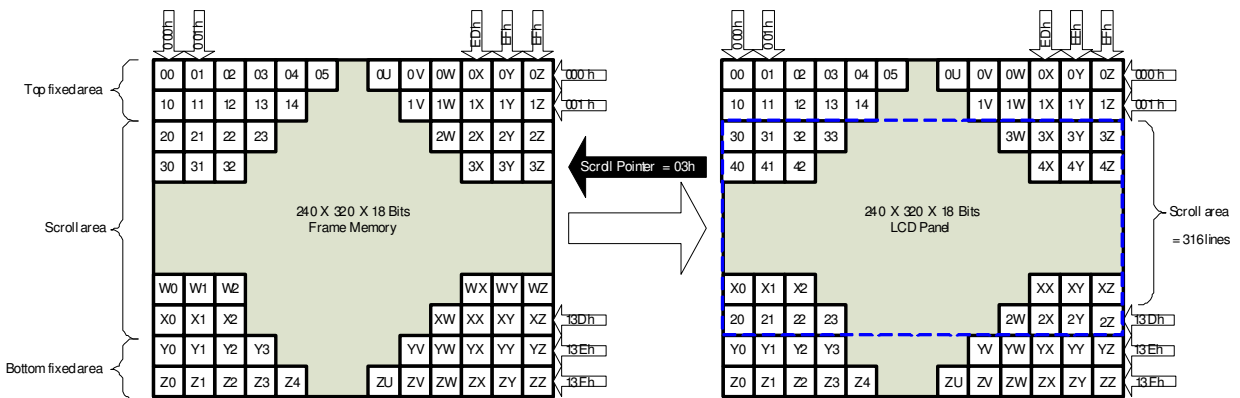 000h 001h EDh EFh EFh 000h 001h EDh EEh EFh
00 01 02 03 04 05 0U 0V 0W 0X 0Y 0Z 000h 00 01 02 03 04 05 0U 0V 0W 0X 0Y 0Z 000h
Top fixed area
10 11 12 13 14 1V 1W 1X 1Y 1Z 001h 10 11 12 13 14 1V 1W 1X 1Y 1Z 001h
20 21 22 23 2W 2X 2Y 2Z 30 31 32 33 3W 3X 3Y 3Z
30 31 32 3X 3Y 3Z Scroll Pointer = 03h 40 41 42 4X 4Y 4Z
Scroll area
240 X 320 X 18 Bits
Frame Memory
240 X 320 X 18 Bits
LCD Panel
Scroll area
= 316 lines
W0 W1 W2 WX WY WZ X0 X1 X2 XX XY XZ
X0 X1 X2 XW XX XY XZ 13Dh 20 21 22 23 2W 2X 2Y 2Z 13Dh
Y0 Y1 Y2 Y3 YV YW YX YY YZ 13Eh Y0 Y1 Y2 Y3 YV YW YX YY YZ 13Eh
Bottom fixed area
Z0 Z1 Z2 Z3 Z4 ZU ZV ZW ZX ZY ZZ 13Fh Z0 Z1 Z2 Z3 Z4 ZU ZV ZW ZX ZY ZZ 13Fh